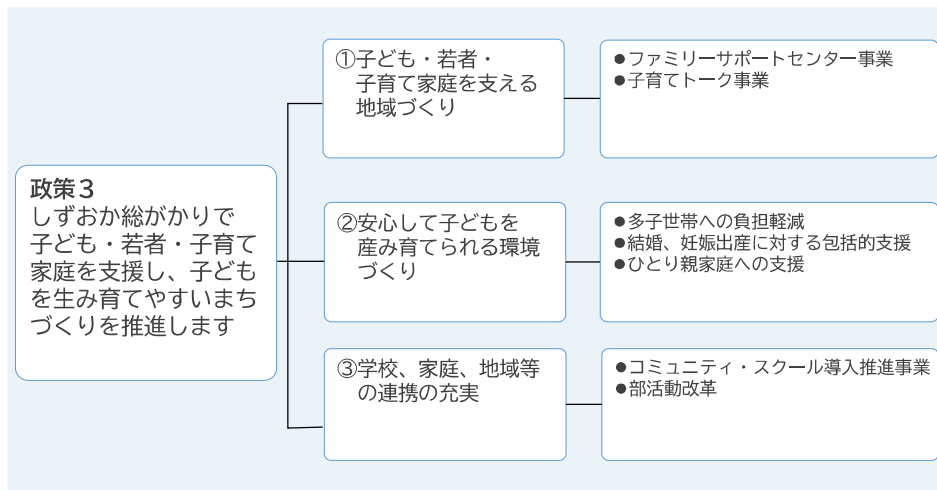 政策３
しずおか総がかりで
子ども・若者・子育て
家庭を支援し、子ども
を生み育てやすいまち
づくりを推進します
①子ども・若者・
子育て家庭を支える
地域づくり
●ファミリーサポートセンター事業
●子育てトーク事業
②安心して子どもを
産み育てられる環境
づくり
●多子世帯への負担軽減
●結婚、妊娠出産に対する包括的支援
●ひとり親家庭への支援
③学校、家庭、地域等
の連携の充実
●コミュニティ・スクール導入推進事業
●部活動改革